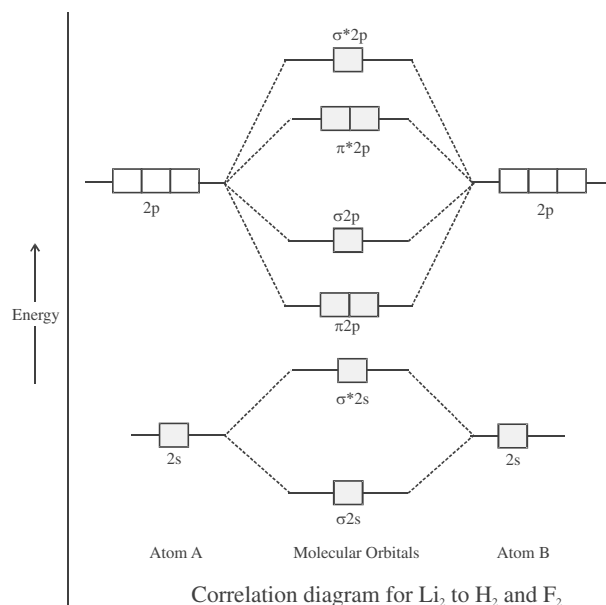 σ*2p
π*2p
2p
2p
σ2p
Energy
π2p
σ*2s
2s
2s
σ2s
Atom A
Molecular Orbitals
Atom B
Correlation diagram for Li₂ to H₂ and F₂